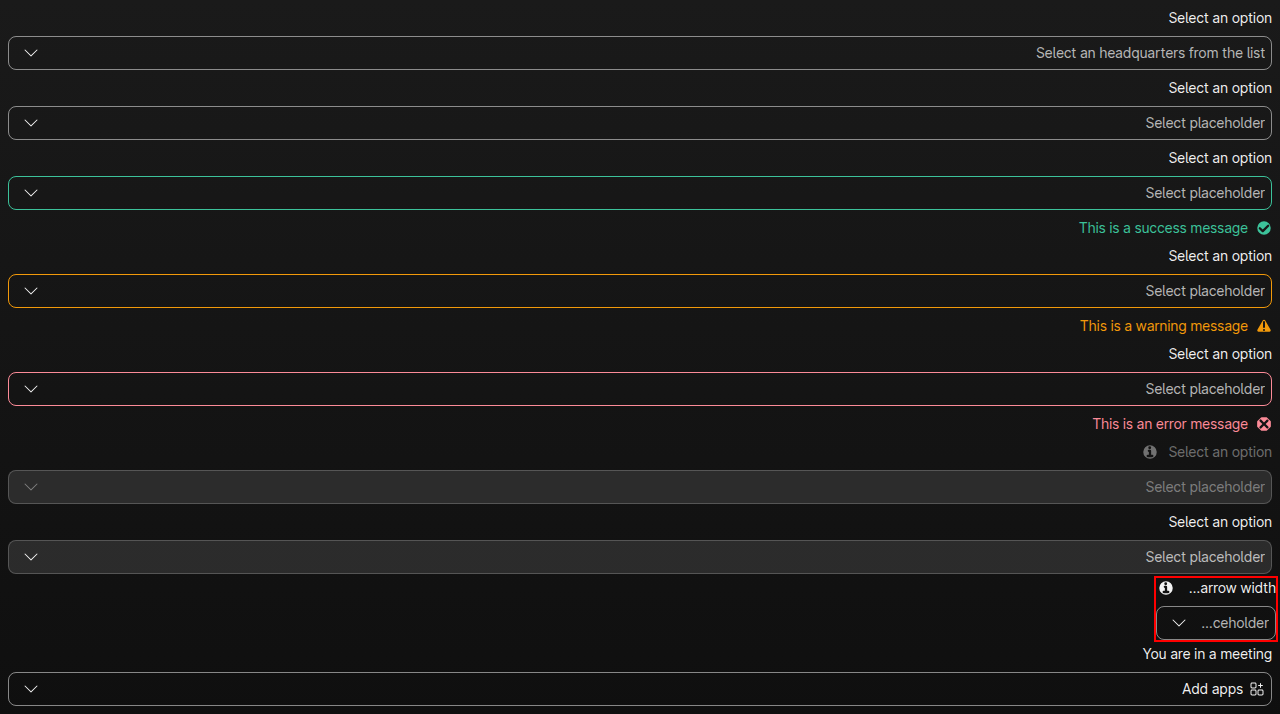 Select an option
Select an headquarters from the list
Select an option
Select placeholder
Select an option
Select placeholder
This is a success message
Select an option
Select placeholder
This is a warning message
Select an option
Select placeholder
This is an error message
Select an option
Select placeholder
Select an option
Select placeholder
...arrow width
...ceholder
You are in a meeting
Add apps